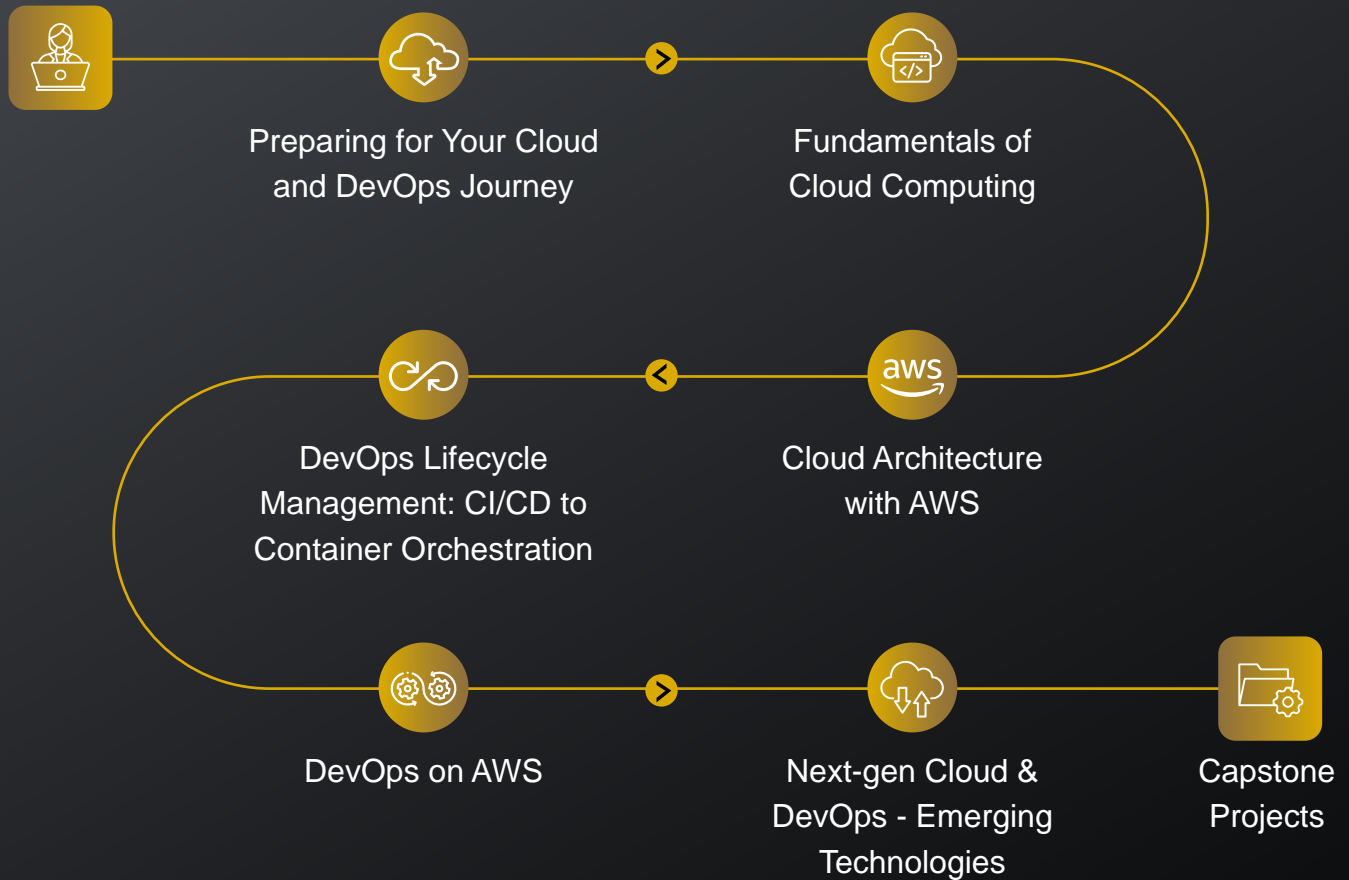 Preparing for Your Cloud
and DevOps Journey
</>
Fundamentals of
Cloud Computing
aws
Cloud Architecture
with AWS
DevOps Lifecycle
Management: CI/CD to
Container Orchestration
DevOps on AWS
Next-gen Cloud &
DevOps - Emerging
Technologies
Capstone
Projects